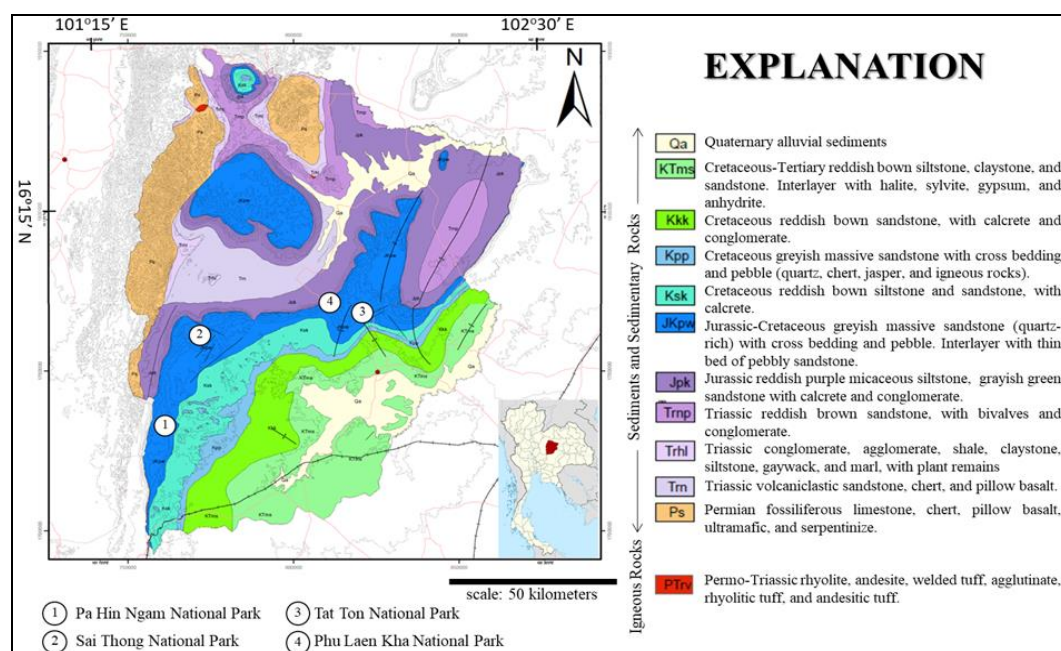 101°15' E
102°30' E
N
16°15' N
EXPLANATION
Sediments and Sedimentary Rocks
Igneous Rocks
Qa
Quaternary alluvial sediments
KTms
Cretaceous-Tertiary reddish bown siltstone, claystone, and
sandstone. Interlayer with halite, sylvite, gypsum, and
anhydrite.
Kkk
Cretaceous reddish bown sandstone, with calcrete and
conglomerate.
Kpp
Cretaceous greyish massive sandstone with cross bedding
and pebble (quartz, chert, jasper, and igneous rocks).
Ksk
Cretaceous reddish bown siltstone and sandstone, with
calcrete.
JKpw
Jurassic-Cretaceous greyish massive sandstone (quartz-
rich) with cross bedding and pebble. Interlayer with thin
bed of pebbly sandstone.
Jpk
Jurassic reddish purple micaceous siltstone, grayish green
sandstone with calcrete and conglomerate.
Trnp
Triassic reddish brown sandstone, with bivalves and
conglomerate.
Trhl
Triassic conglomerate, agglomerate, shale, claystone,
siltstone, gaywack, and marl, with plant remains
Trn
Triassic volcaniclastic sandstone, chert, and pillow basalt.
Ps
Permian fossiliferous limestone, chert, pillow basalt,
ultramafic, and serpentinize.
PTrv
Permo-Triassic rhyolite, andesite, welded tuff, agglutinate,
rhyolitic tuff, and andesitic tuff.
4
3
2
1
scale: 50 kilometers
1 Pa Hin Ngam National Park
3 Tat Ton National Park
2 Sai Thong National Park
4 Phu Laen Kha National Park